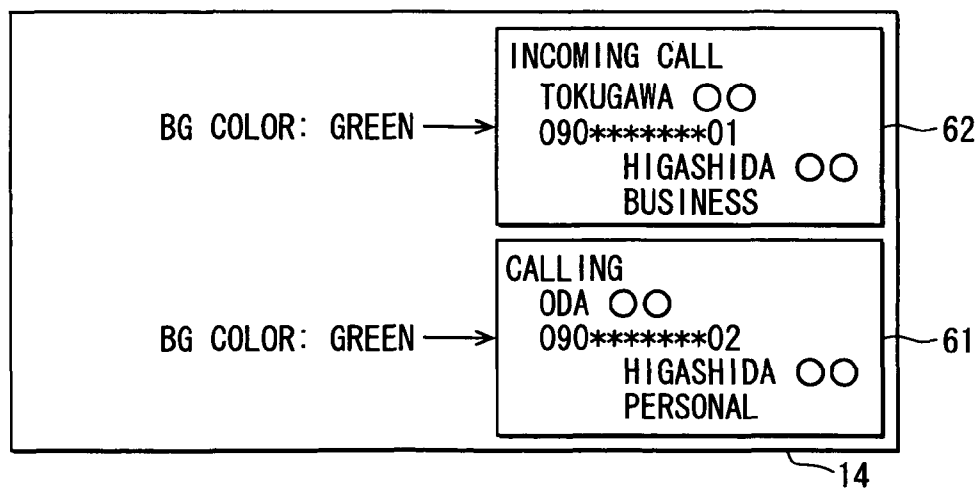 INCOMING CALL
TOKUGAWA ○○
BG COLOR: GREEN
090*******01
62
HIGASHIDA ○○
BUSINESS
CALLING
ODA ○○
BG COLOR: GREEN
090*******02
61
HIGASHIDA ○○
PERSONAL
14